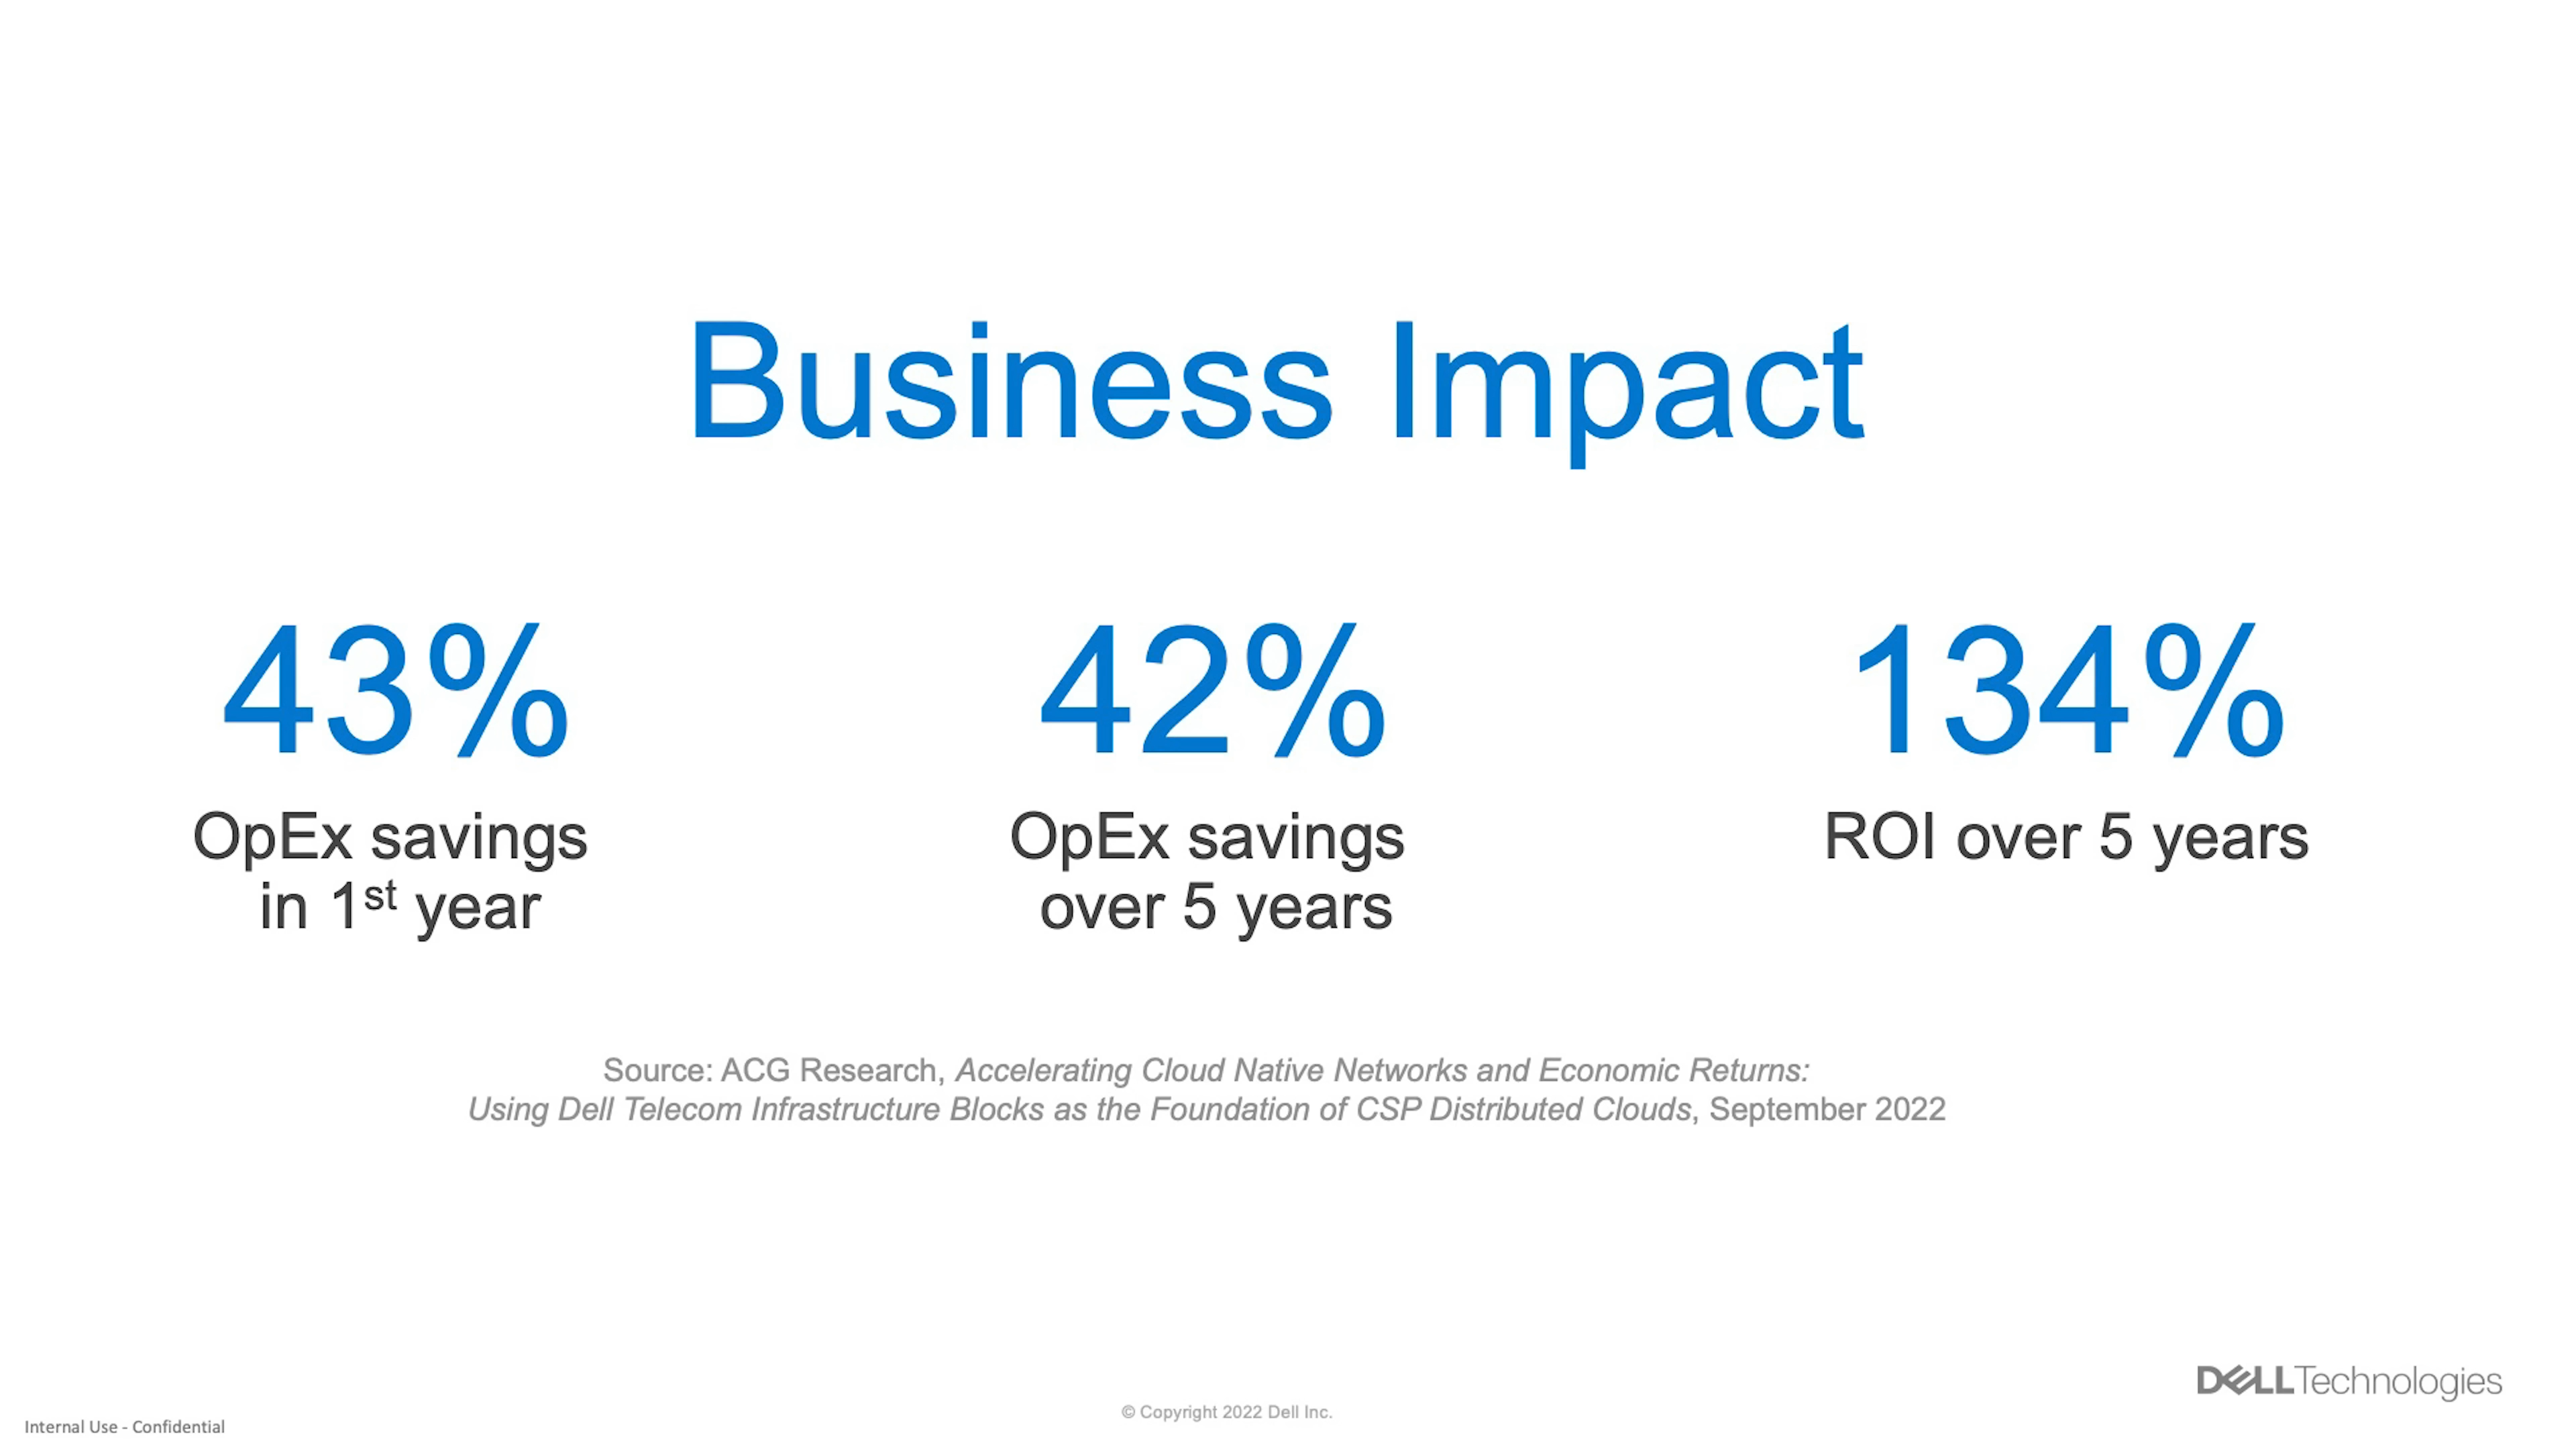 Business Impact
43%
OpEx savings
in 1st year
42%
OpEx savings
over 5 years
134%
ROI over 5 years
Source: ACG Research, Accelerating Cloud Native Networks and Economic Returns:
Using Dell Telecom Infrastructure Blocks as the Foundation of CSP Distributed Clouds, September 2022
DELLTechnologies
© Copyright 2022 Dell Inc.
Internal Use - Confidential